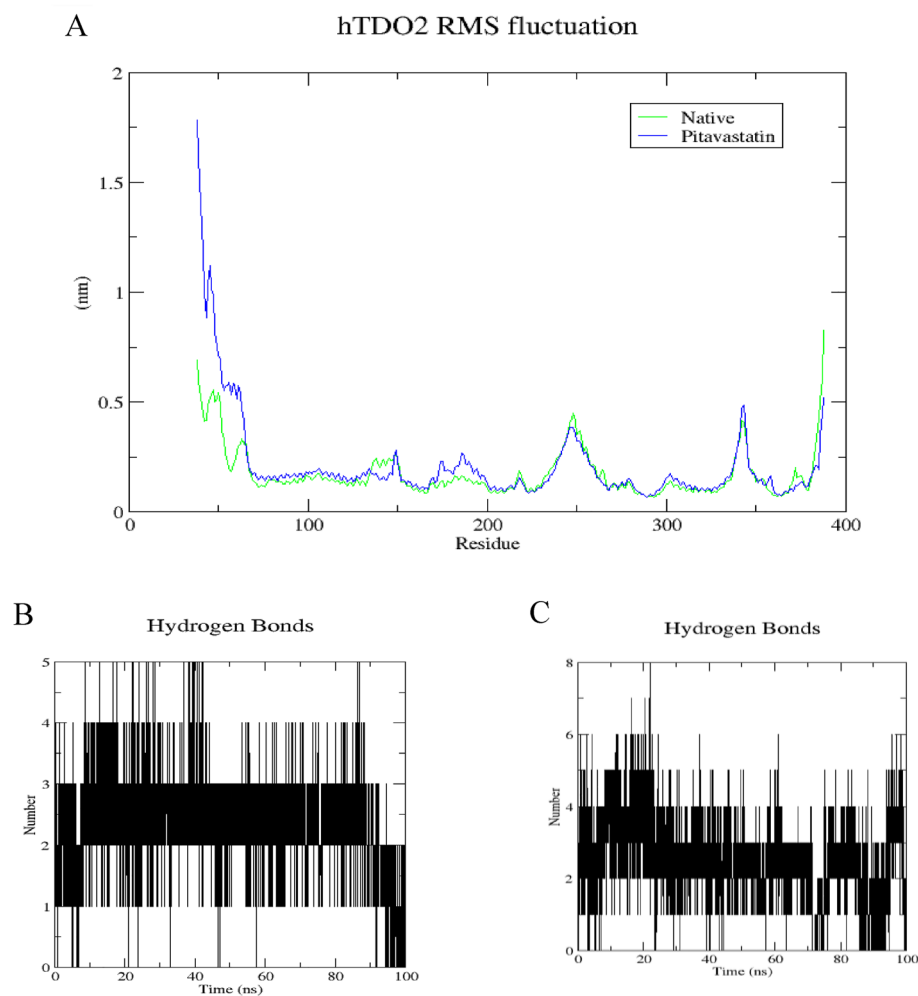 A
hTDO2 RMS fluctuation
2
1.5
1
0.5
0
(nm)
Native
Pitavastatin
0 100 200 300 400
Residue
B
Hydrogen Bonds
5
4
3
2
1
0
Number
0 20 40 60 80 100
Time (ns)
C
Hydrogen Bonds
8
6
4
2
0
Number
0 20 40 60 80 100
Time (ns)